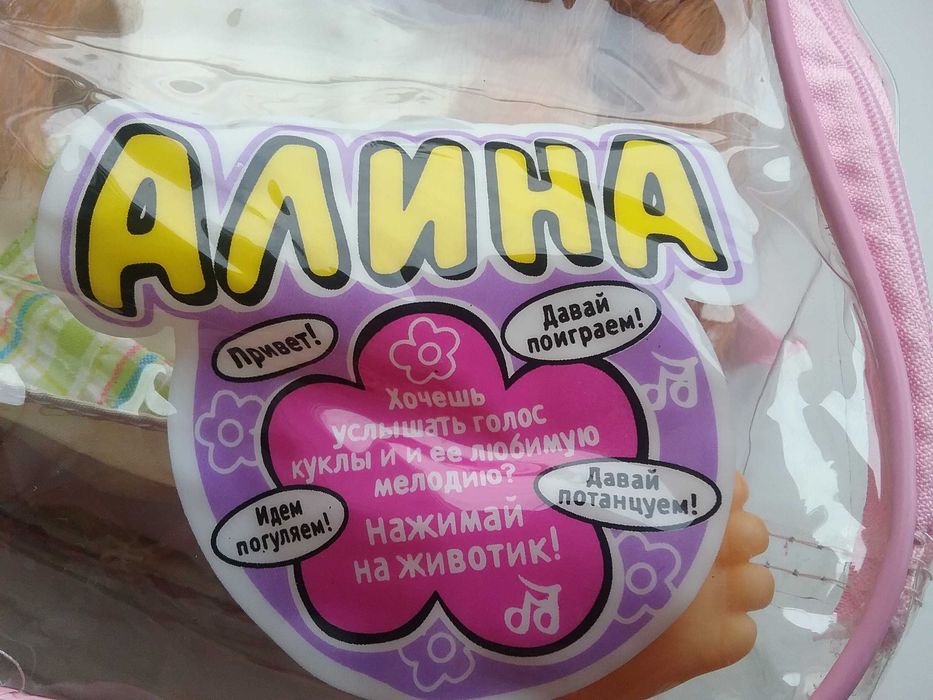 АЛИНА
Привет!
Давай
поиграем!
Хочешь
услышать голос
куклы и и ее любимую
мелодию?
нажимай
на животик!
Идем
погуляем!
Давай
потанцуем!